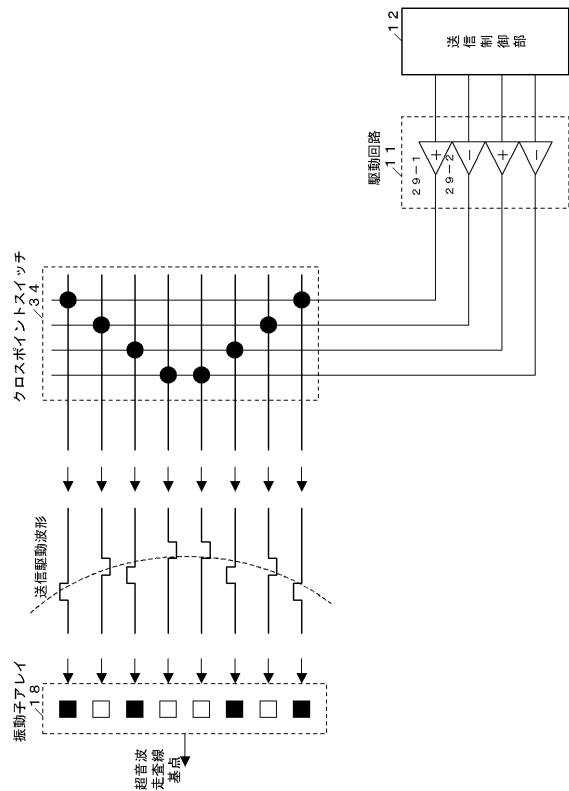 送信制御部
12
駆動回路
11
29-1
29-2
+
−
+
−
クロスポイントスイッチ
34
送信駆動波形
振動子アレイ
18
超音波
走査線
基点